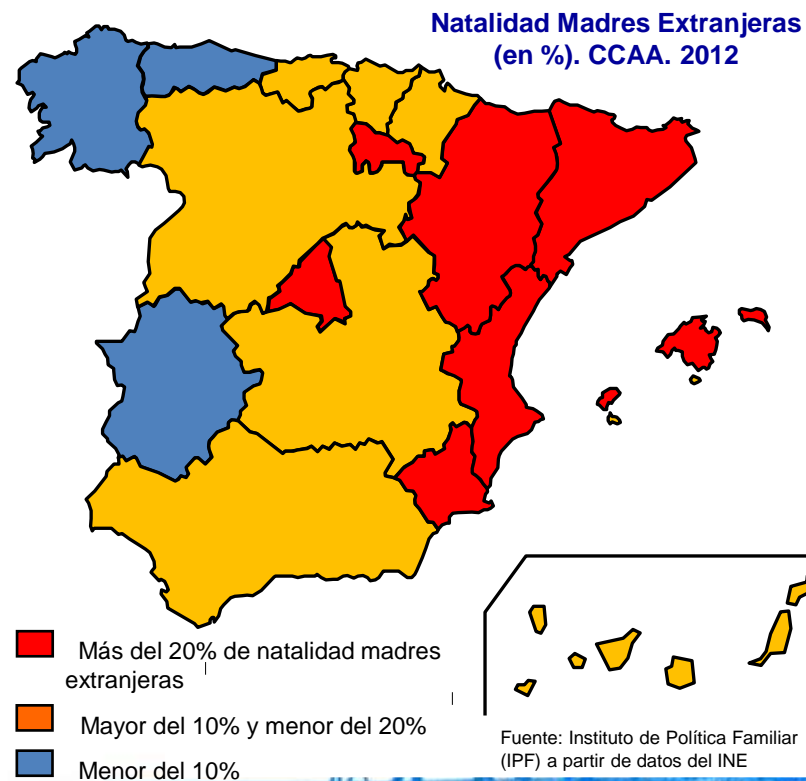 Natalidad Madres Extranjeras
(en %). CCAA. 2012
Más del 20% de natalidad madres
extranjeras
Mayor del 10% y menor del 20%
Menor del 10%
Fuente: Instituto de Política Familiar
(IPF) a partir de datos del INE